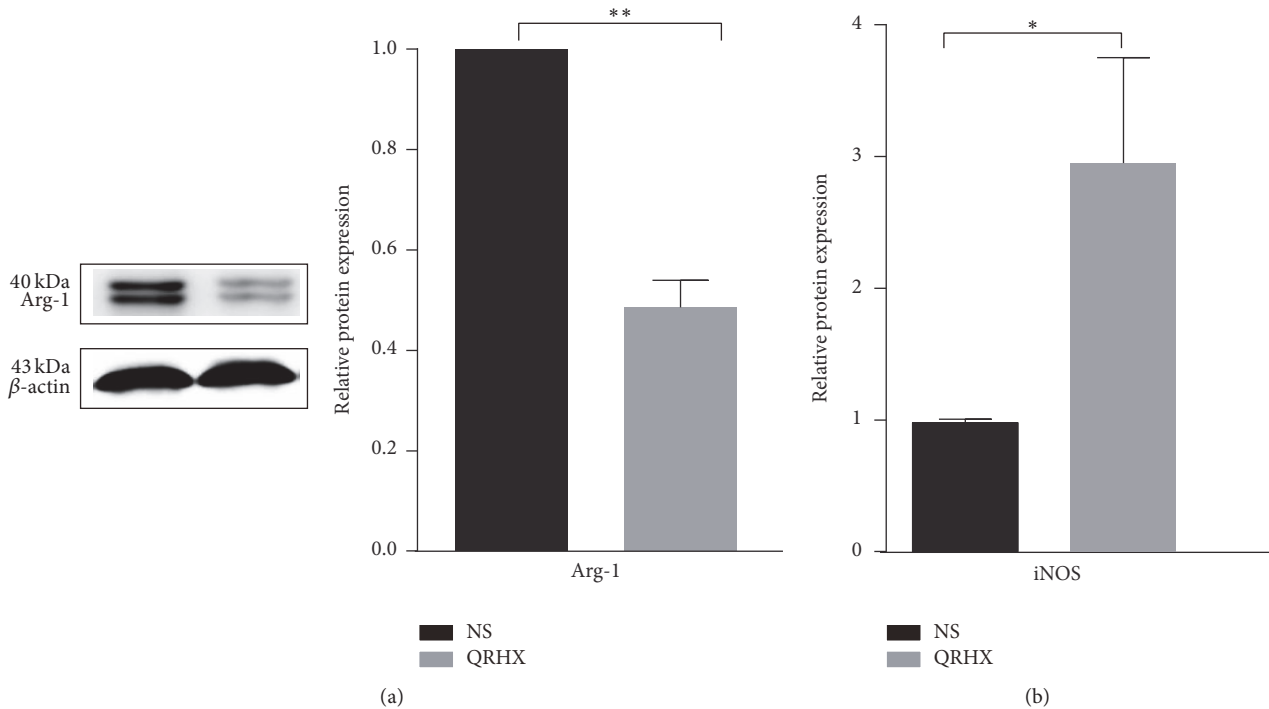 40 kDa
Arg-1
43 kDa
β-actin
Relative protein expression
1.0
0.8
0.6
0.4
0.2
0.0
**
Arg-1
NS
QRHX
(a)
Relative protein expression
4
3
2
1
0
*
iNOS
NS
QRHX
(b)